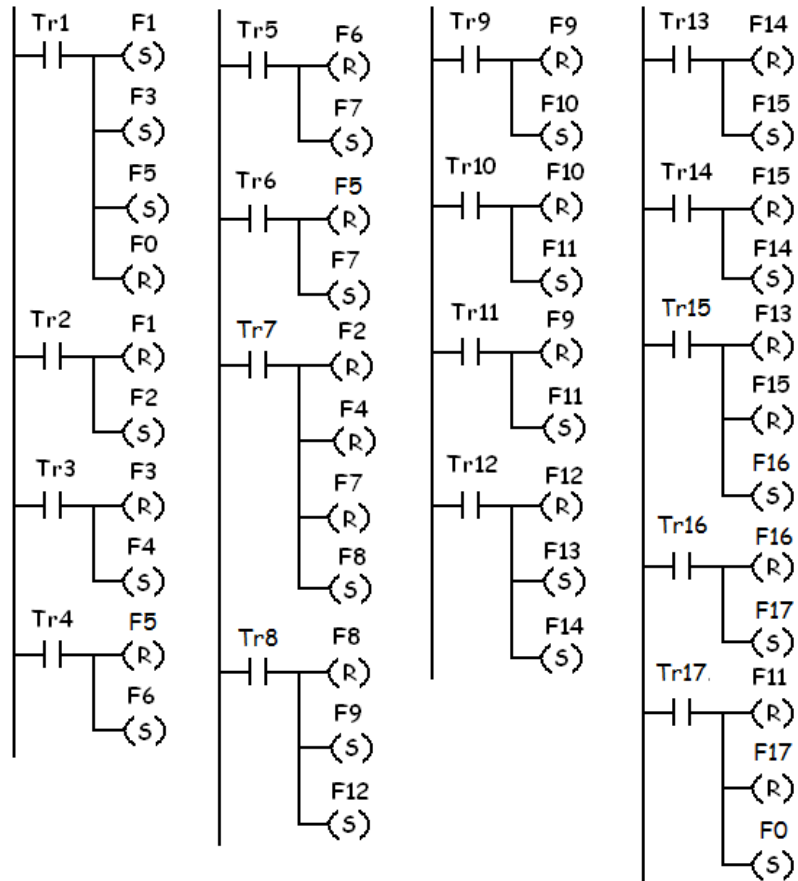 Tr1 F1
(S)
F3
(S)
F5
(S)
F0
(R)
Tr2 F1
(R)
F2
(S)
Tr3 F3
(R)
F4
(S)
Tr4 F5
(R)
F6
(S)
Tr5 F6
(R)
F7
(S)
Tr6 F5
(R)
F7
(S)
Tr7 F2
(R)
F4
(R)
F7
(R)
F8
(S)
Tr8 F8
(R)
F9
(S)
F12
(S)
Tr9 F9
(R)
F10
(S)
Tr10 F10
(R)
F11
(S)
Tr11 F9
(R)
F11
(S)
Tr12 F12
(R)
F13
(S)
F14
(S)
Tr13 F14
(R)
F15
(S)
Tr14 F15
(R)
F14
(S)
Tr15 F13
(R)
F15
(R)
F16
(S)
Tr16 F16
(R)
F17
(S)
Tr17. F11
(R)
F17
(R)
F0
(S)